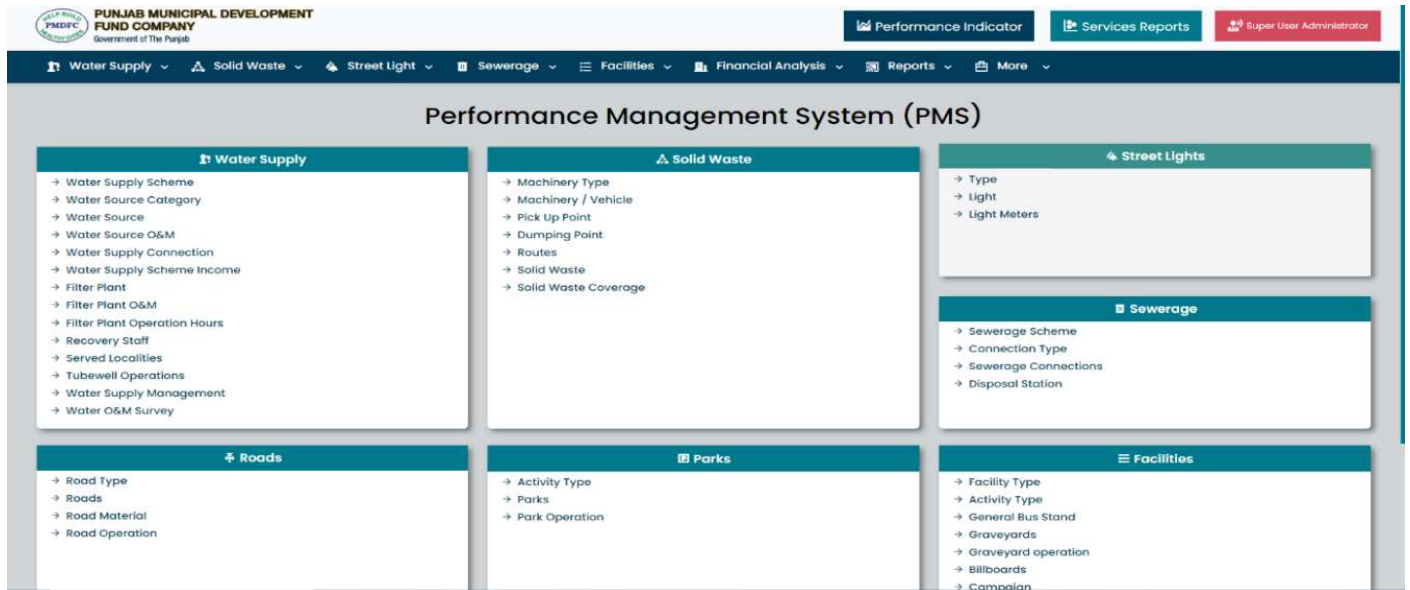 HELP BUILD
PMDFC
HEALTHY CITIES
PUNJAB MUNICIPAL DEVELOPMENT
FUND COMPANY
Government of The Punjab
Performance Indicator
Services Reports
Super User Administrator
Water Supply
Solid Waste
Street Light
Sewerage
Facilities
Financial Analysis
Reports
More
Performance Management System (PMS)
Water Supply
→ Water Supply Scheme
→ Water Source Category
→ Water Source
→ Water Source O&M
→ Water Supply Connection
→ Water Supply Scheme Income
→ Filter Plant
→ Filter Plant O&M
→ Filter Plant Operation Hours
→ Recovery Staff
→ Served Localities
→ Tubewell Operations
→ Water Supply Management
→ Water O&M Survey
Solid Waste
→ Machinery Type
→ Machinery / Vehicle
→ Pick Up Point
→ Dumping Point
→ Routes
→ Solid Waste
→ Solid Waste Coverage
Street Lights
→ Type
→ Light
→ Light Meters
Sewerage
→ Sewerage Scheme
→ Connection Type
→ Sewerage Connections
→ Disposal Station
Roads
→ Road Type
→ Roads
→ Road Material
→ Road Operation
Parks
→ Activity Type
→ Parks
→ Park Operation
Facilities
→ Facility Type
→ Activity Type
→ General Bus Stand
→ Graveyards
→ Graveyard operation
→ Billboards
→ Campaign